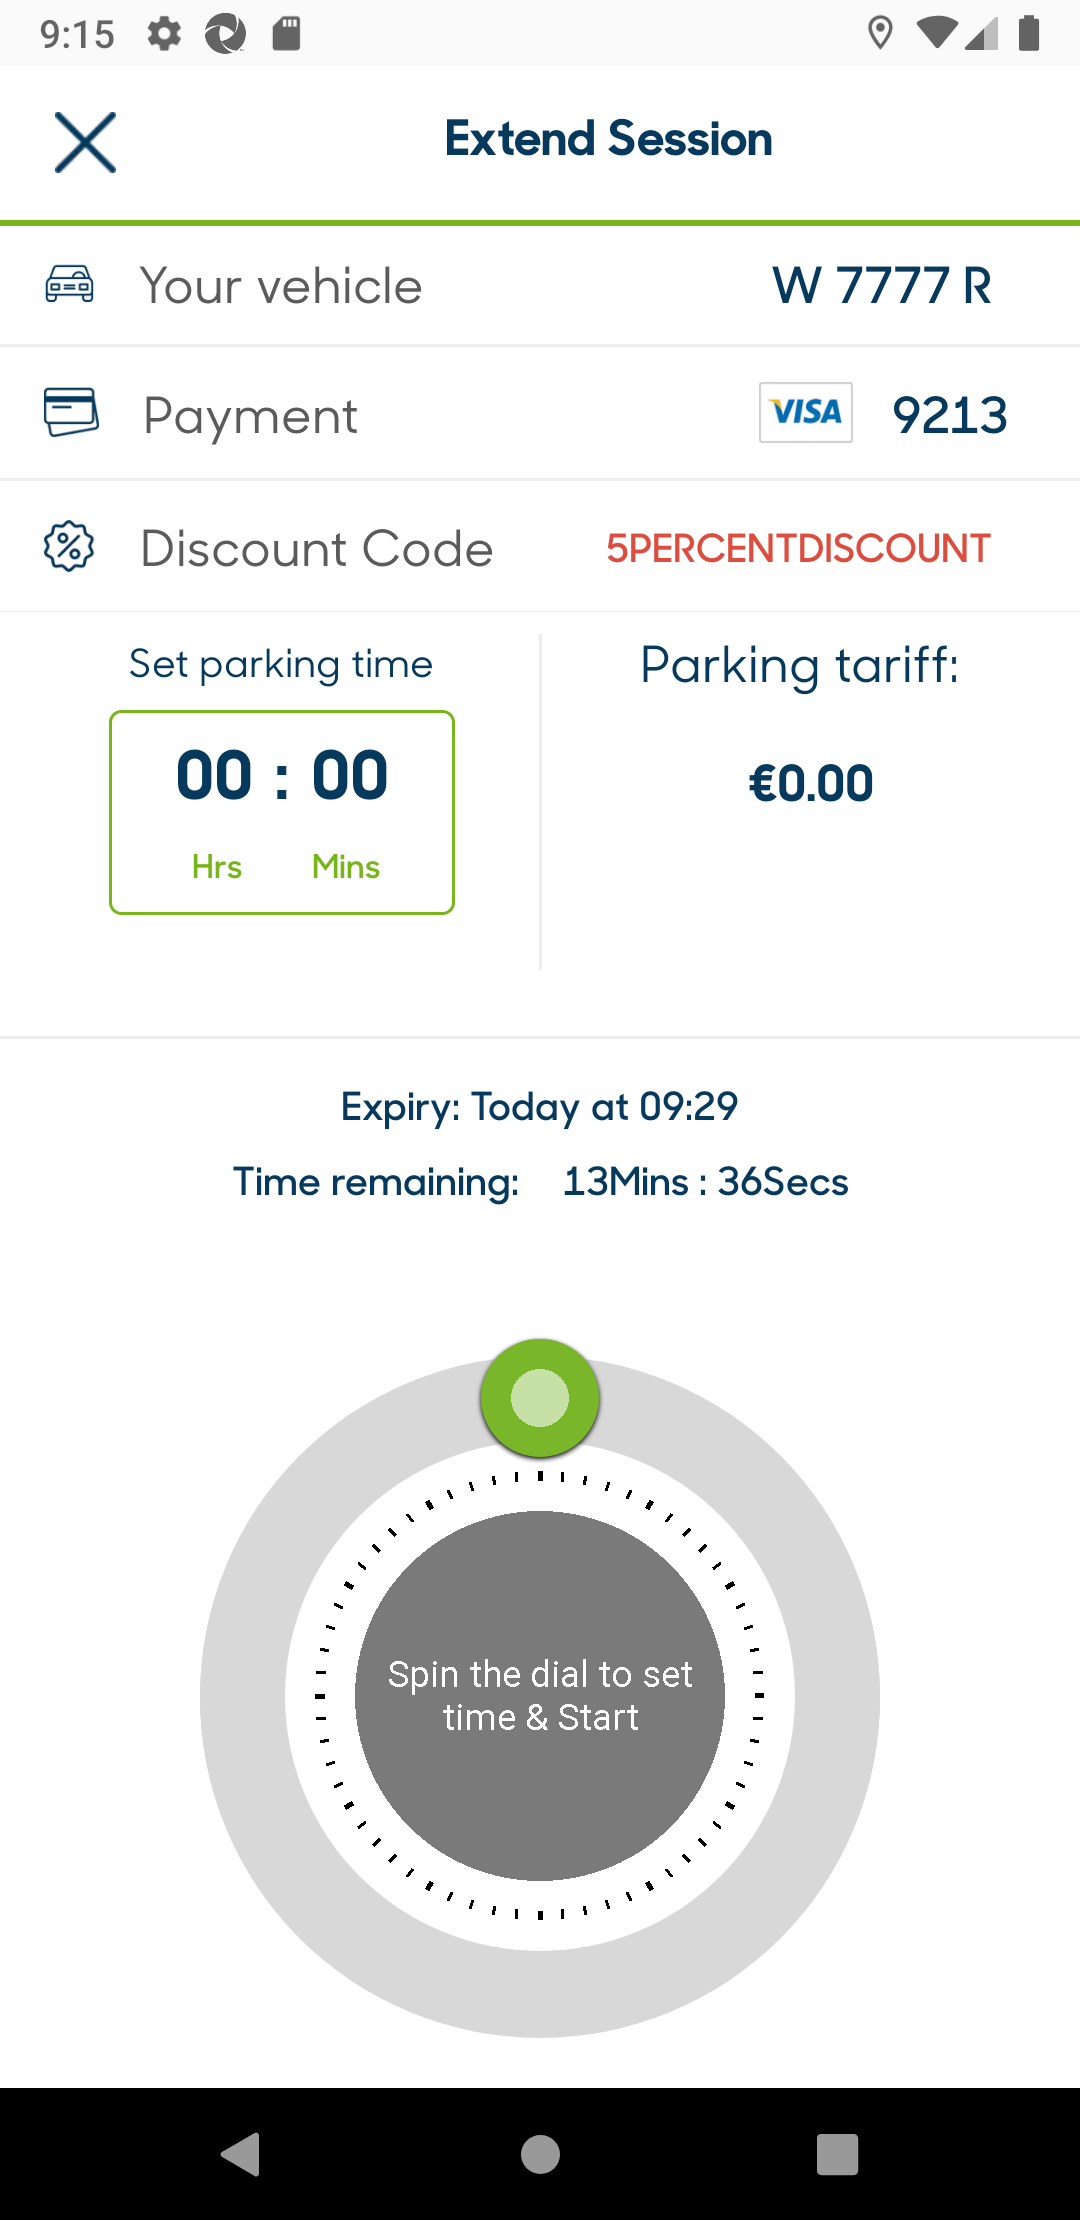 9:15
Extend Session
Your vehicle W 7777 R
Payment VISA 9213
Discount Code 5PERCENTDISCOUNT
Set parking time
00 : 00
Hrs Mins
Parking tariff:
€0.00
Expiry: Today at 09:29
Time remaining: 13Mins : 36Secs
Spin the dial to set
time & Start